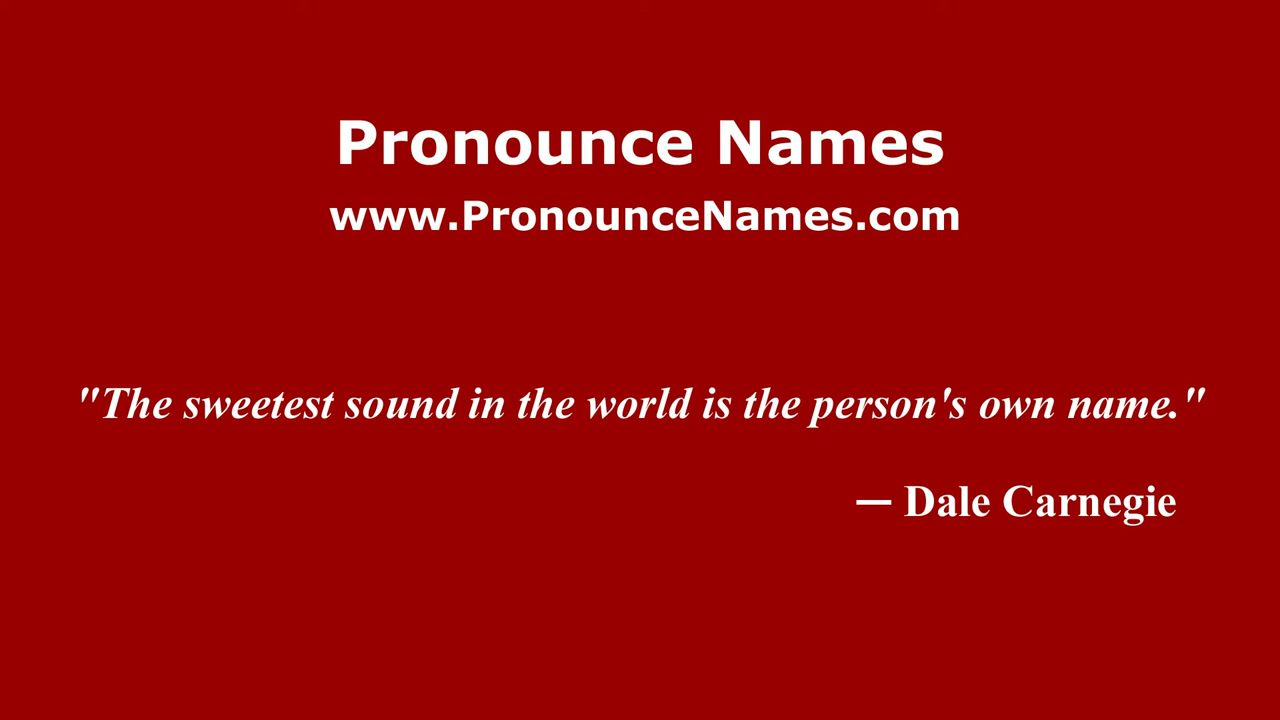 Pronounce Names
www.PronounceNames.com
"The sweetest sound in the world is the person's own name."
— Dale Carnegie